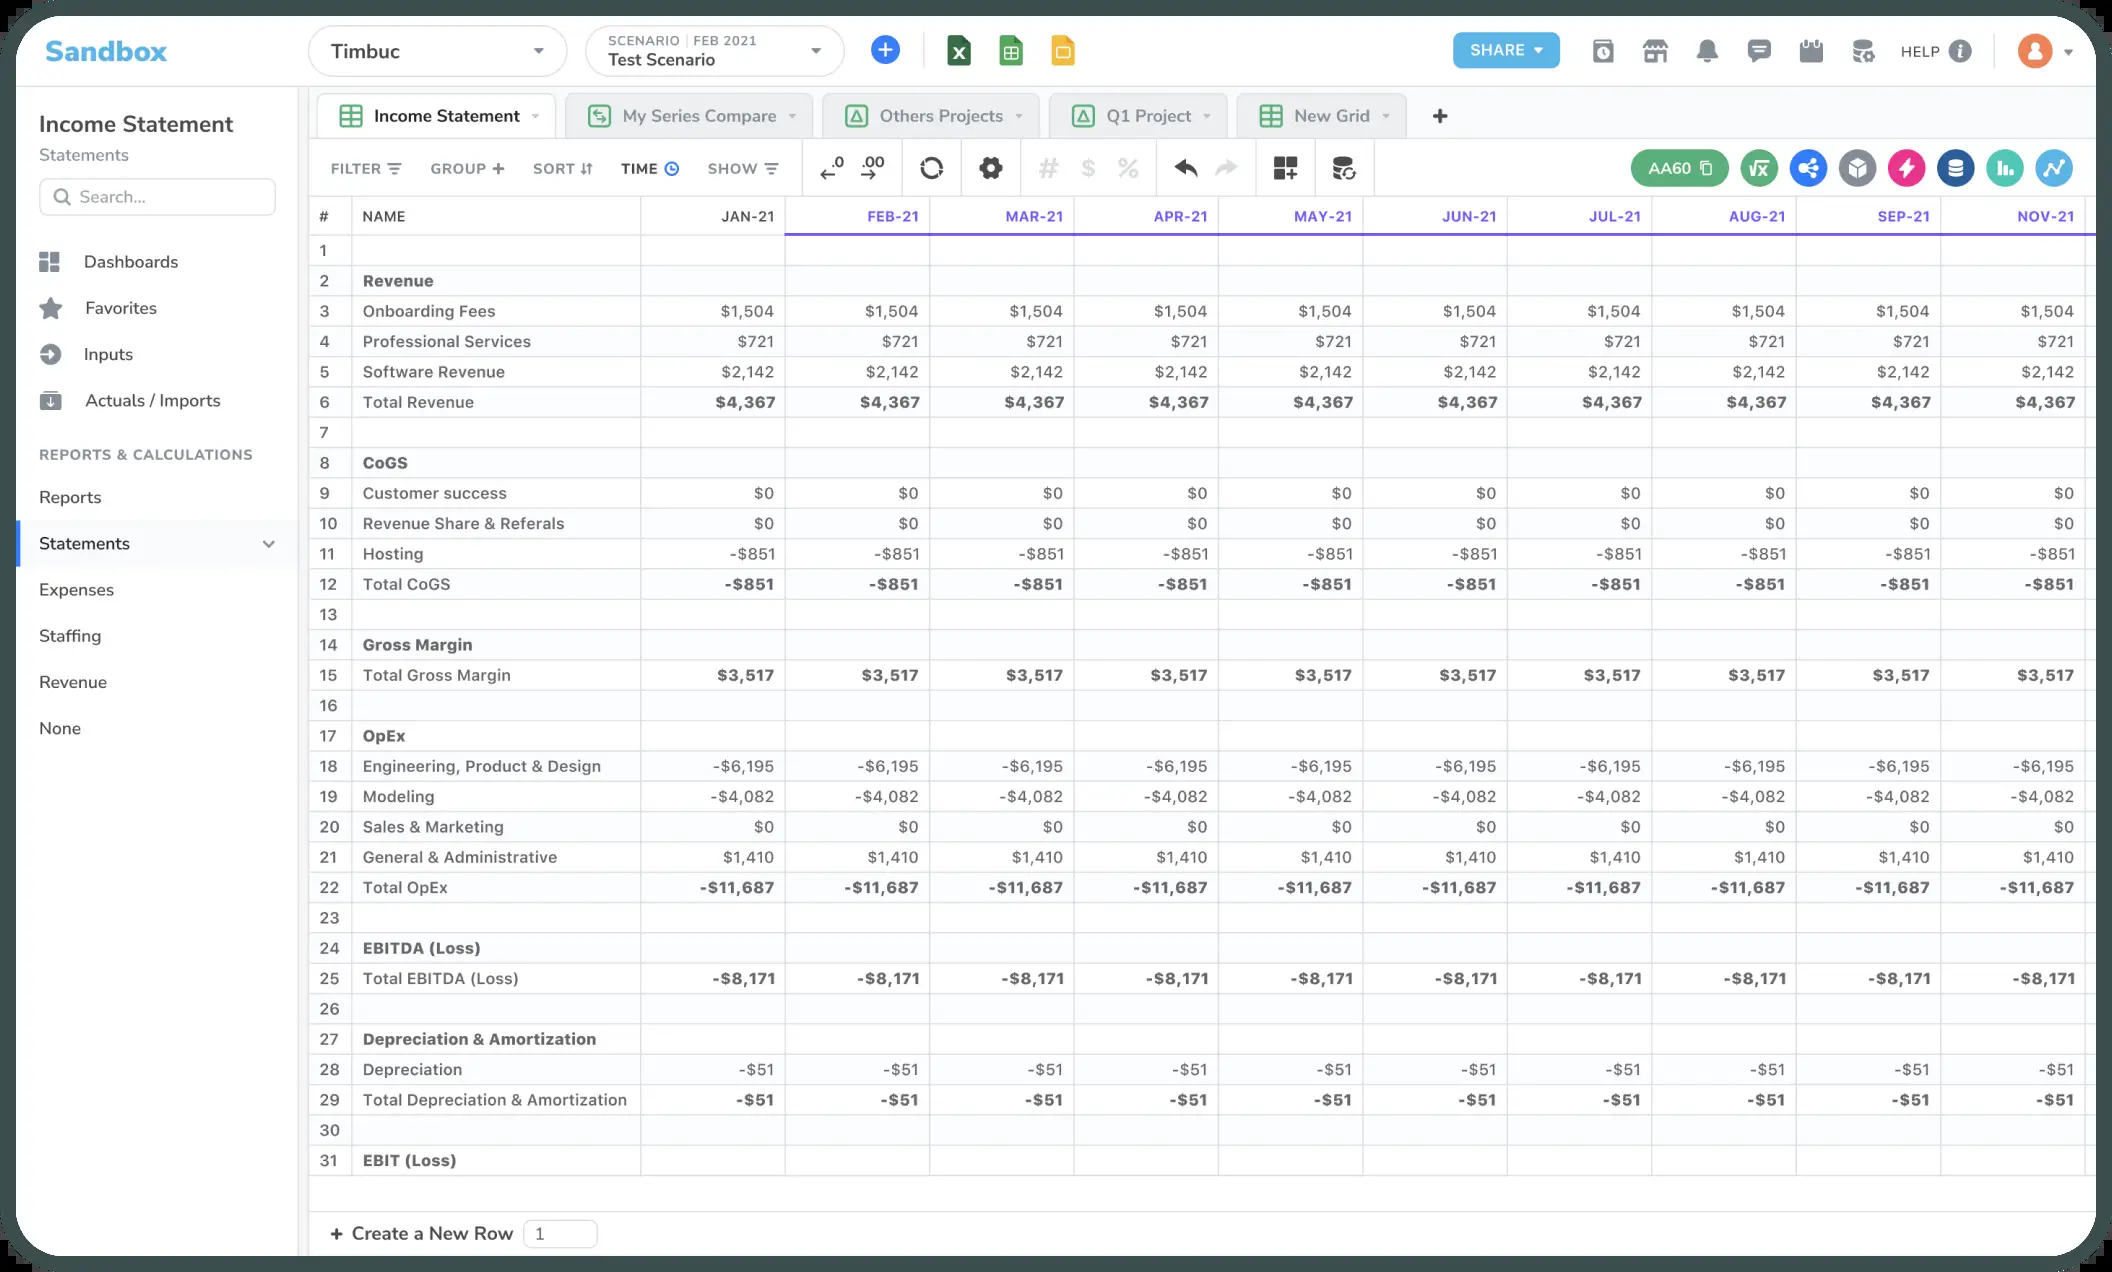 Sandbox
Timbuc
SCENARIO | FEB 2021
Test Scenario
SHARE
HELP
Income Statement
Statements
Search...
Dashboards
Favorites
Inputs
Actuals / Imports
REPORTS & CALCULATIONS
Reports
Statements
Expenses
Staffing
Revenue
None
Income Statement My Series Compare Others Projects Q1 Project New Grid +
FILTER GROUP + SORT TIME SHOW .0 .00 # $ % AA60 √x
# NAME JAN-21 FEB-21 MAR-21 APR-21 MAY-21 JUN-21 JUL-21 AUG-21 SEP-21 NOV-21
1
2 Revenue
3 Onboarding Fees $1,504 $1,504 $1,504 $1,504 $1,504 $1,504 $1,504 $1,504 $1,504 $1,504
4 Professional Services $721 $721 $721 $721 $721 $721 $721 $721 $721 $721
5 Software Revenue $2,142 $2,142 $2,142 $2,142 $2,142 $2,142 $2,142 $2,142 $2,142 $2,142
6 Total Revenue $4,367 $4,367 $4,367 $4,367 $4,367 $4,367 $4,367 $4,367 $4,367 $4,367
7
8 CoGS
9 Customer success $0 $0 $0 $0 $0 $0 $0 $0 $0 $0
10 Revenue Share & Referals $0 $0 $0 $0 $0 $0 $0 $0 $0 $0
11 Hosting -$851 -$851 -$851 -$851 -$851 -$851 -$851 -$851 -$851 -$851
12 Total CoGS -$851 -$851 -$851 -$851 -$851 -$851 -$851 -$851 -$851 -$851
13
14 Gross Margin
15 Total Gross Margin $3,517 $3,517 $3,517 $3,517 $3,517 $3,517 $3,517 $3,517 $3,517 $3,517
16
17 OpEx
18 Engineering, Product & Design -$6,195 -$6,195 -$6,195 -$6,195 -$6,195 -$6,195 -$6,195 -$6,195 -$6,195 -$6,195
19 Modeling -$4,082 -$4,082 -$4,082 -$4,082 -$4,082 -$4,082 -$4,082 -$4,082 -$4,082 -$4,082
20 Sales & Marketing $0 $0 $0 $0 $0 $0 $0 $0 $0 $0
21 General & Administrative $1,410 $1,410 $1,410 $1,410 $1,410 $1,410 $1,410 $1,410 $1,410 $1,410
22 Total OpEx -$11,687 -$11,687 -$11,687 -$11,687 -$11,687 -$11,687 -$11,687 -$11,687 -$11,687 -$11,687
23
24 EBITDA (Loss)
25 Total EBITDA (Loss) -$8,171 -$8,171 -$8,171 -$8,171 -$8,171 -$8,171 -$8,171 -$8,171 -$8,171 -$8,171
26
27 Depreciation & Amortization
28 Depreciation -$51 -$51 -$51 -$51 -$51 -$51 -$51 -$51 -$51 -$51
29 Total Depreciation & Amortization -$51 -$51 -$51 -$51 -$51 -$51 -$51 -$51 -$51 -$51
30
31 EBIT (Loss)
+ Create a New Row 1